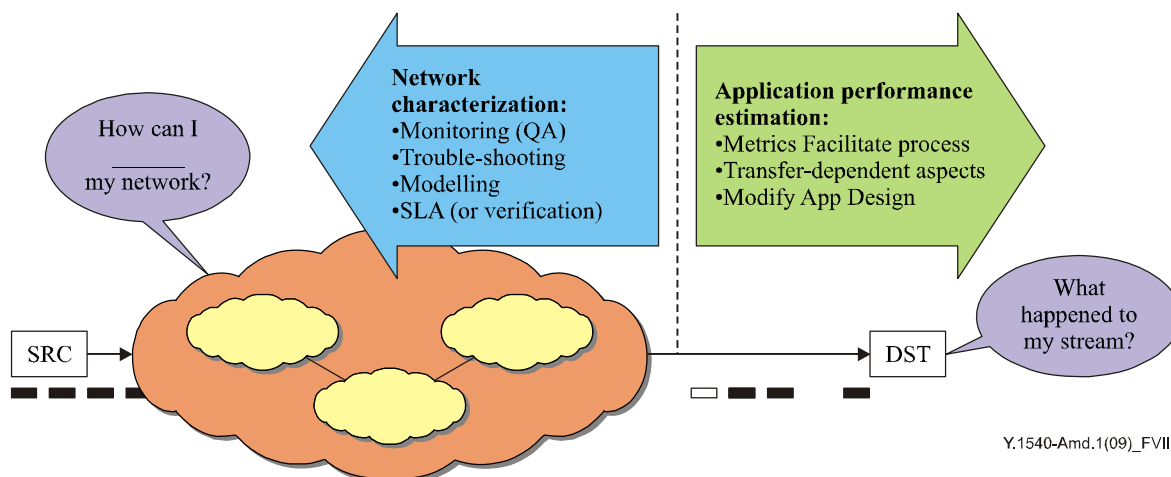 How can I
________
my network?
Network
characterization:
•Monitoring (QA)
•Trouble-shooting
•Modelling
•SLA (or verification)
Application performance
estimation:
•Metrics Facilitate process
•Transfer-dependent aspects
•Modify App Design
SRC
DST
What
happened to
my stream?
Y.1540-Amd.1(09)_FVII